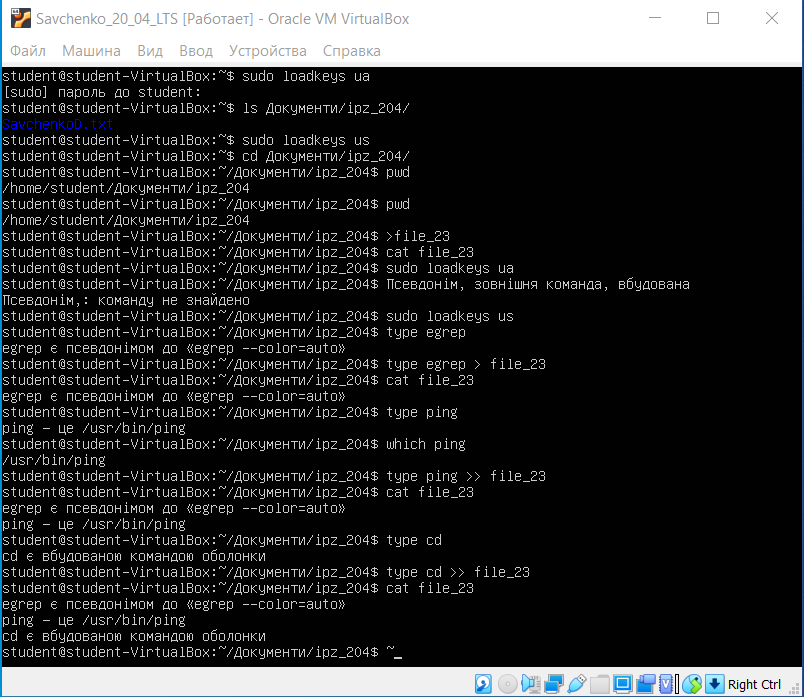 Savchenko_20_04_LTS [Работает] - Oracle VM VirtualBox
Файл Машина Вид Ввод Устройства Справка
student@student-VirtualBox:~$ sudo loadkeys ua
[sudo] пароль до student:
student@student-VirtualBox:~$ ls Документи/ipz_204/
SavchenkoD.txt
student@student-VirtualBox:~$ sudo loadkeys us
student@student-VirtualBox:~$ cd Документи/ipz_204/
student@student-VirtualBox:~/Документи/ipz_204$ pwd
/home/student/Документи/ipz_204
student@student-VirtualBox:~/Документи/ipz_204$ pwd
/home/student/Документи/ipz_204
student@student-VirtualBox:~/Документи/ipz_204$ >file_23
student@student-VirtualBox:~/Документи/ipz_204$ cat file_23
student@student-VirtualBox:~/Документи/ipz_204$ sudo loadkeys ua
student@student-VirtualBox:~/Документи/ipz_204$ Псевдонім, зовнішня команда, вбудована
Псевдонім,: команду не знайдено
student@student-VirtualBox:~/Документи/ipz_204$ sudo loadkeys us
student@student-VirtualBox:~/Документи/ipz_204$ type egrep
egrep є псевдонімом до «egrep --color=auto»
student@student-VirtualBox:~/Документи/ipz_204$ type egrep > file_23
student@student-VirtualBox:~/Документи/ipz_204$ cat file_23
egrep є псевдонімом до «egrep --color=auto»
student@student-VirtualBox:~/Документи/ipz_204$ type ping
ping – це /usr/bin/ping
student@student-VirtualBox:~/Документи/ipz_204$ which ping
/usr/bin/ping
student@student-VirtualBox:~/Документи/ipz_204$ type ping >> file_23
student@student-VirtualBox:~/Документи/ipz_204$ cat file_23
egrep є псевдонімом до «egrep --color=auto»
ping – це /usr/bin/ping
student@student-VirtualBox:~/Документи/ipz_204$ type cd
cd є вбудованою командою оболонки
student@student-VirtualBox:~/Документи/ipz_204$ type cd >> file_23
student@student-VirtualBox:~/Документи/ipz_204$ cat file_23
egrep є псевдонімом до «egrep --color=auto»
ping – це /usr/bin/ping
cd є вбудованою командою оболонки
student@student-VirtualBox:~/Документи/ipz_204$ ~_
Right Ctrl